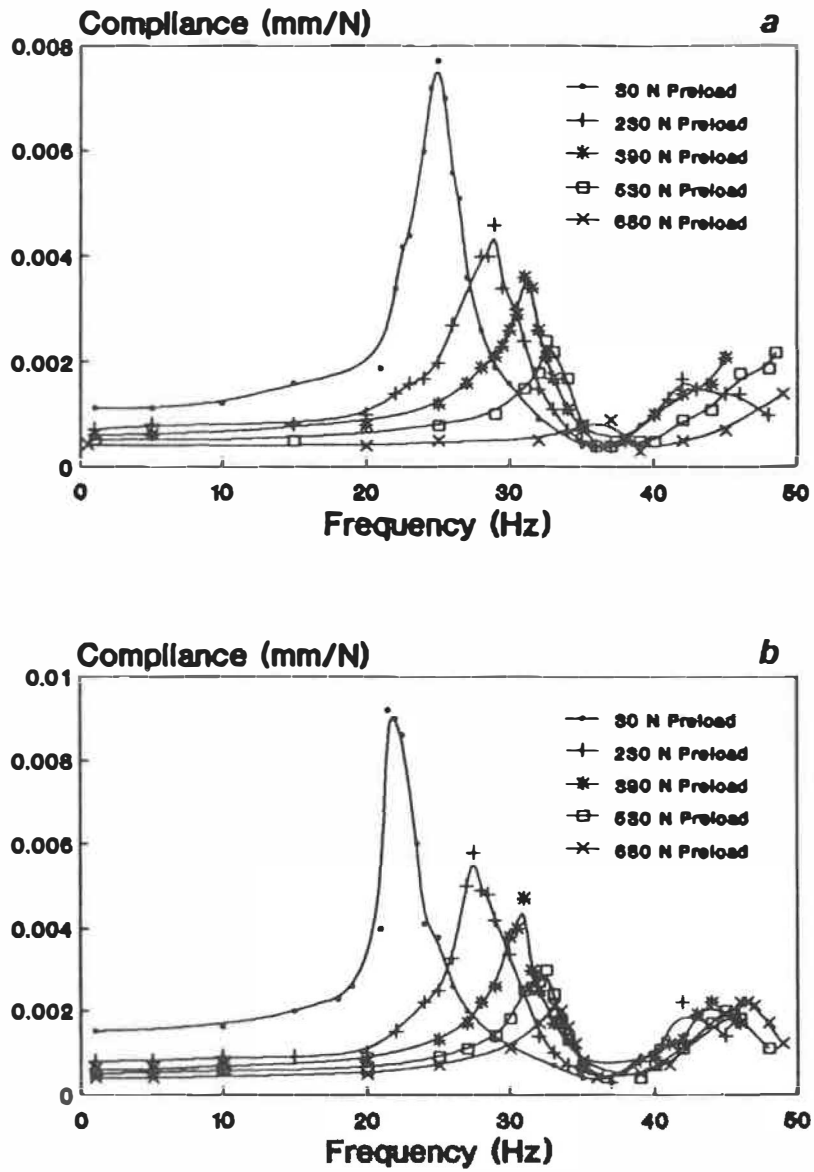 Compliance (mm/N)
a
0.008
0.006
0.004
0.002
0
30 N Preload
230 N Preload
390 N Preload
530 N Preload
650 N Preload
0 10 20 30 40 50
Frequency (Hz)
Compliance (mm/N)
b
0.01
0.008
0.006
0.004
0.002
0
30 N Preload
230 N Preload
390 N Preload
530 N Preload
650 N Preload
0 10 20 30 40 50
Frequency (Hz)